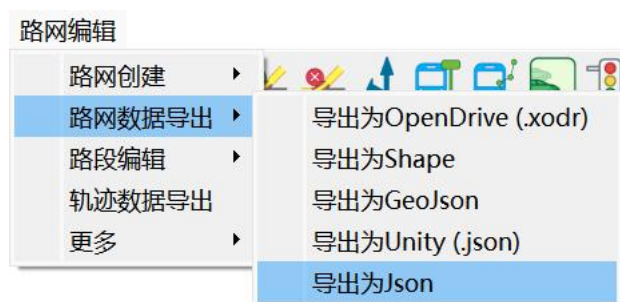 路网编辑
路网创建
路网数据导出
路段编辑
轨迹数据导出
更多
导出为OpenDrive (.xodr)
导出为Shape
导出为GeoJson
导出为Unity (.json)
导出为Json